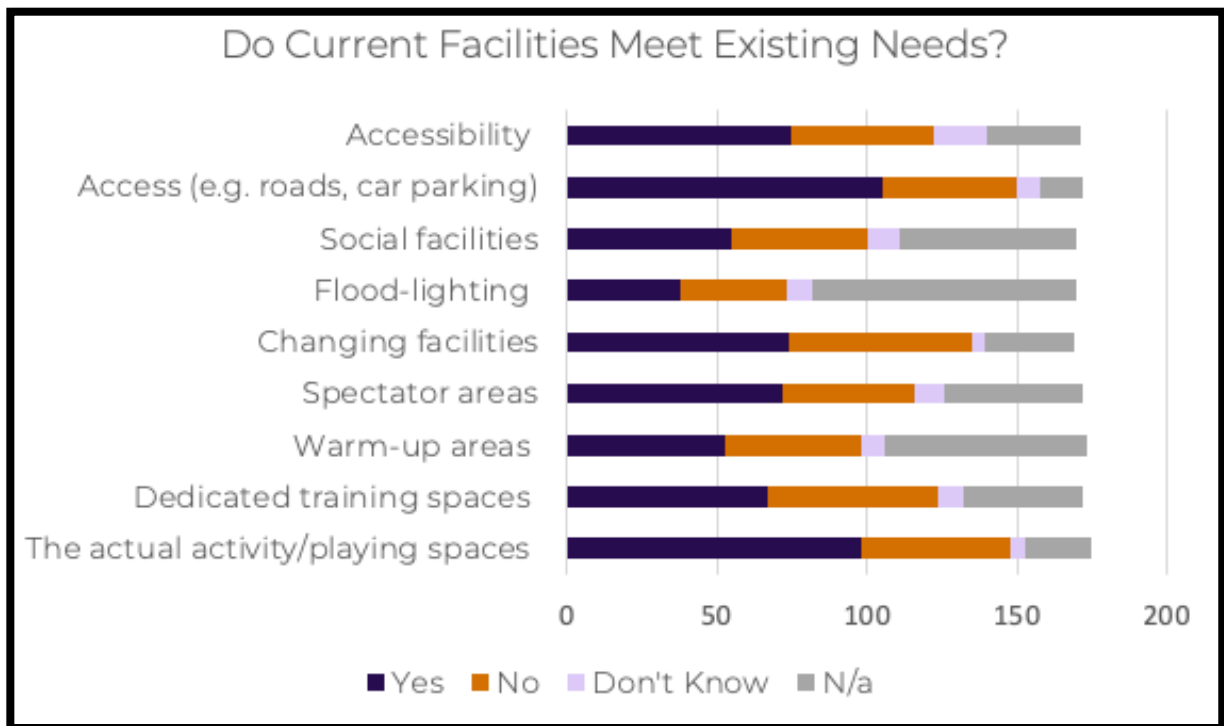 Do Current Facilities Meet Existing Needs?
Accessibility
Access (e.g. roads, car parking)
Social facilities
Flood-lighting
Changing facilities
Spectator areas
Warm-up areas
Dedicated training spaces
The actual activity/playing spaces
0 50 100 150 200
Yes No Don't Know N/a